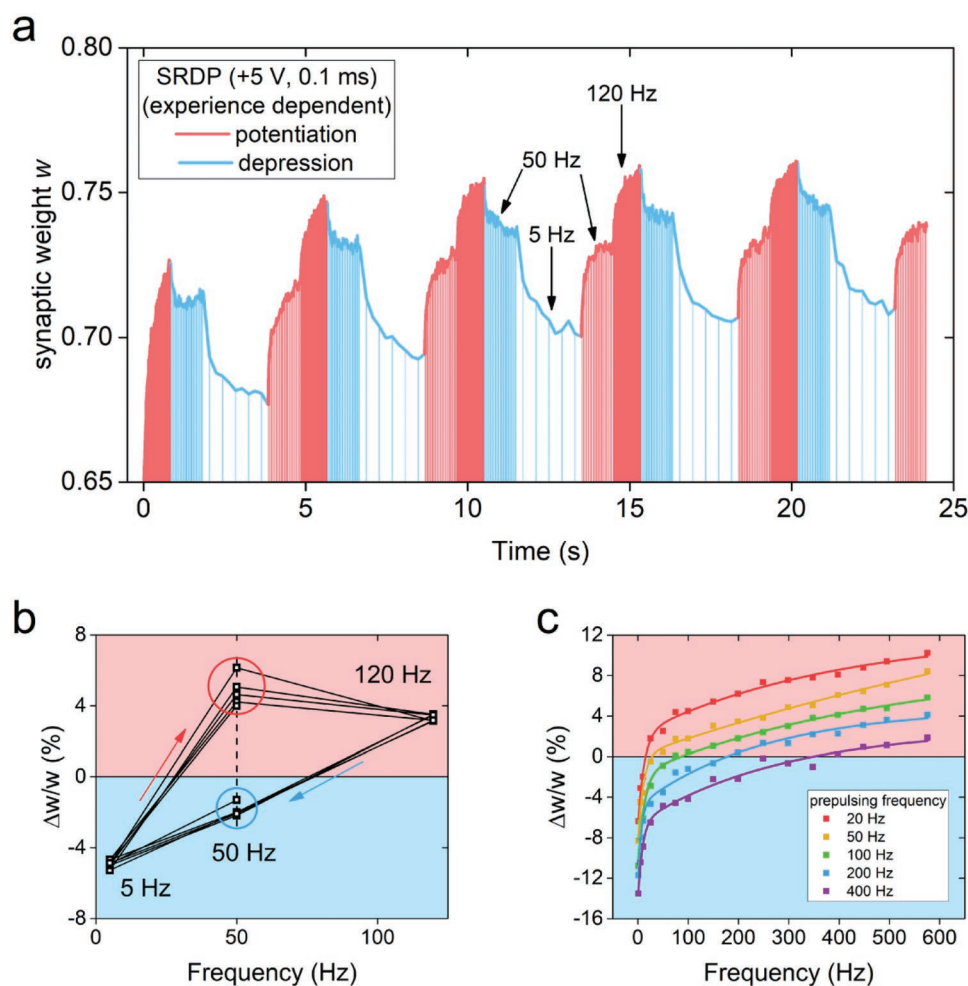 a
0.80
0.75
0.70
0.65
synaptic weight w
SRDP (+5 V, 0.1 ms)
(experience dependent)
potentiation
depression
120 Hz
50 Hz
5 Hz
0
5
10
15
20
25
Time (s)
b
8
4
0
-4
-8
Δw/w (%)
120 Hz
50 Hz
5 Hz
0
50
100
Frequency (Hz)
c
12
8
4
0
-4
-8
-12
-16
Δw/w (%)
prepulsing frequency
20 Hz
50 Hz
100 Hz
200 Hz
400 Hz
0
100
200
300
400
500
600
Frequency (Hz)